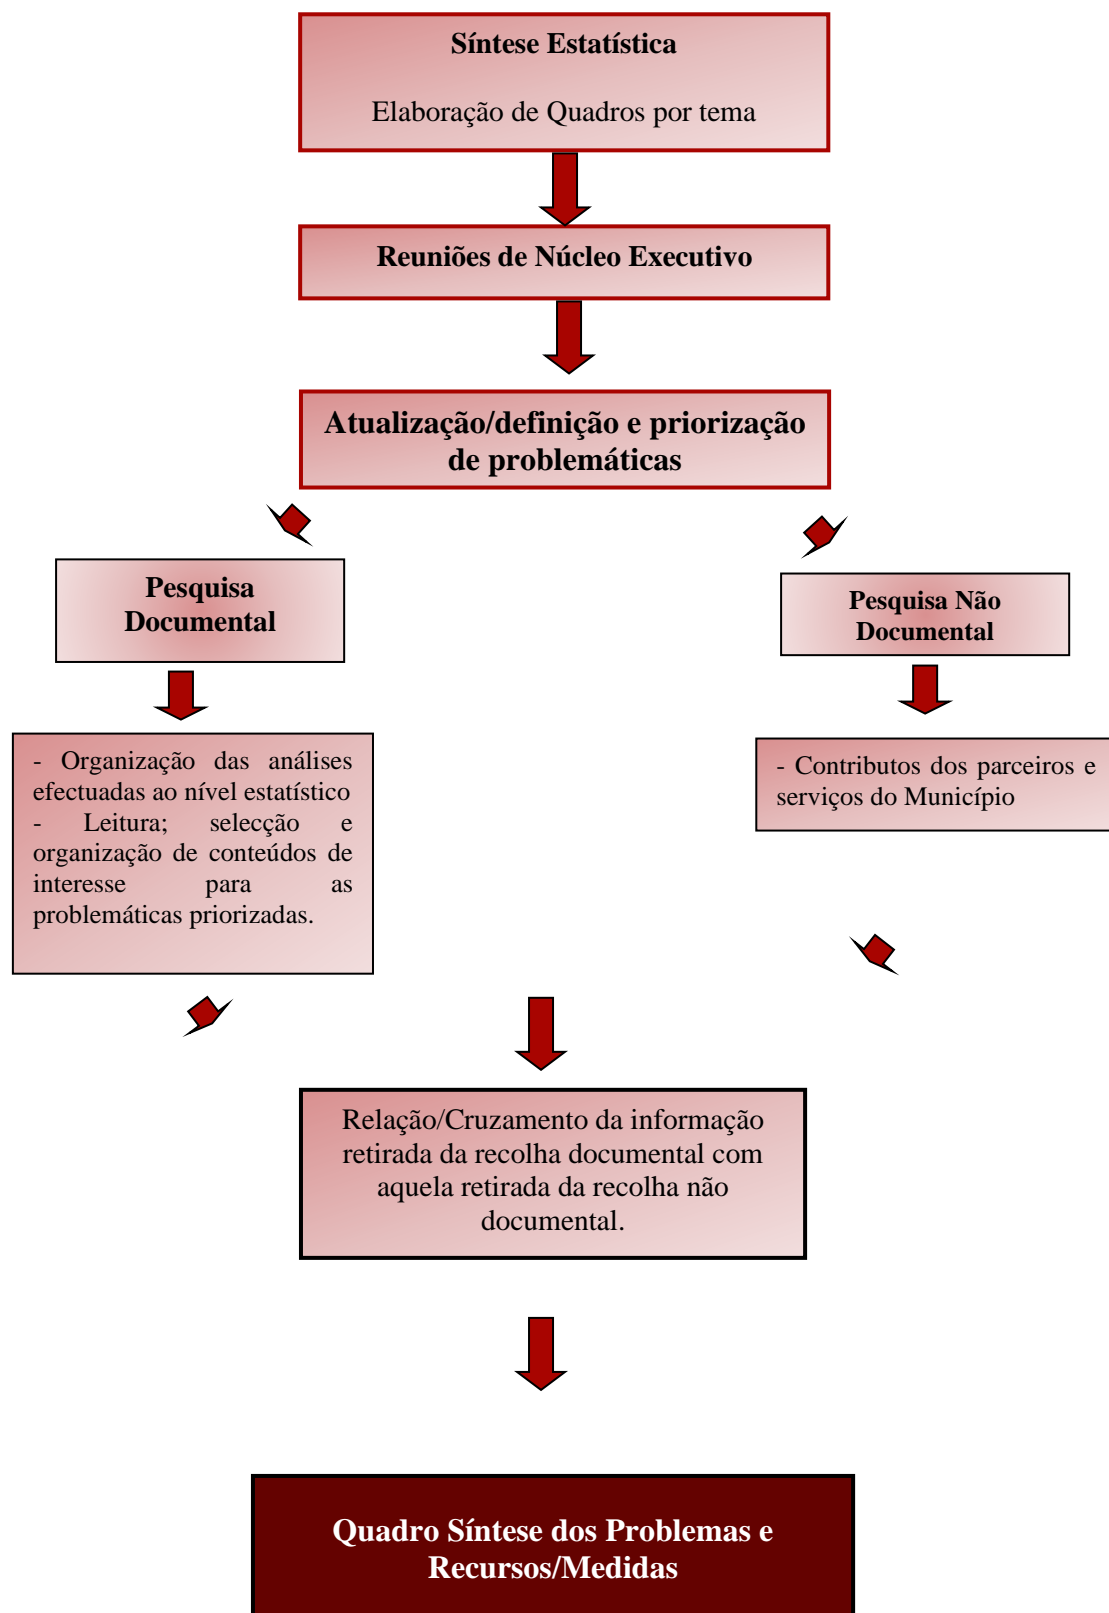 Síntese Estatística
Elaboração de Quadros por tema
Reuniões de Núcleo Executivo
Atualização/definição e priorização
de problemáticas
Pesquisa
Documental
Pesquisa Não
Documental
- Organização das análises
efectuadas ao nível estatístico
- Leitura; selecção e
organização de conteúdos de
interesse para as
problemáticas priorizadas.
- Contributos dos parceiros e
serviços do Município
Relação/Cruzamento da informação
retirada da recolha documental com
aquela retirada da recolha não
documental.
Quadro Síntese dos Problemas e
Recursos/Medidas